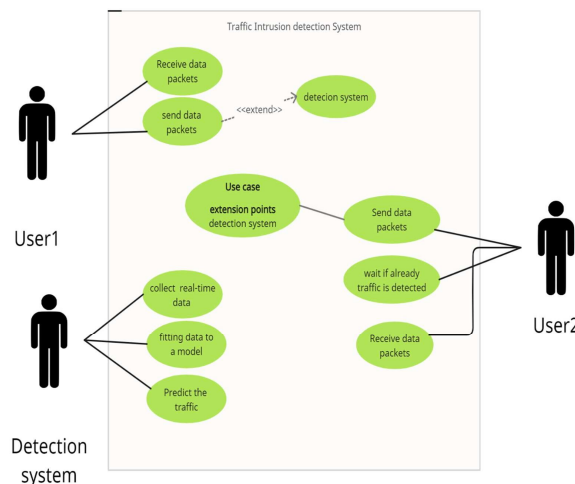 Traffic Intrusion detection System
Receive data
packets
send data
packets
<<extend>>
detecion system
User1
Use case
extension points
detection system
Send data
packets
wait if already
traffic is detected
Receive data
packets
User2
collect real-time
data
fitting data to
a model
Predict the
traffic
Detection
system